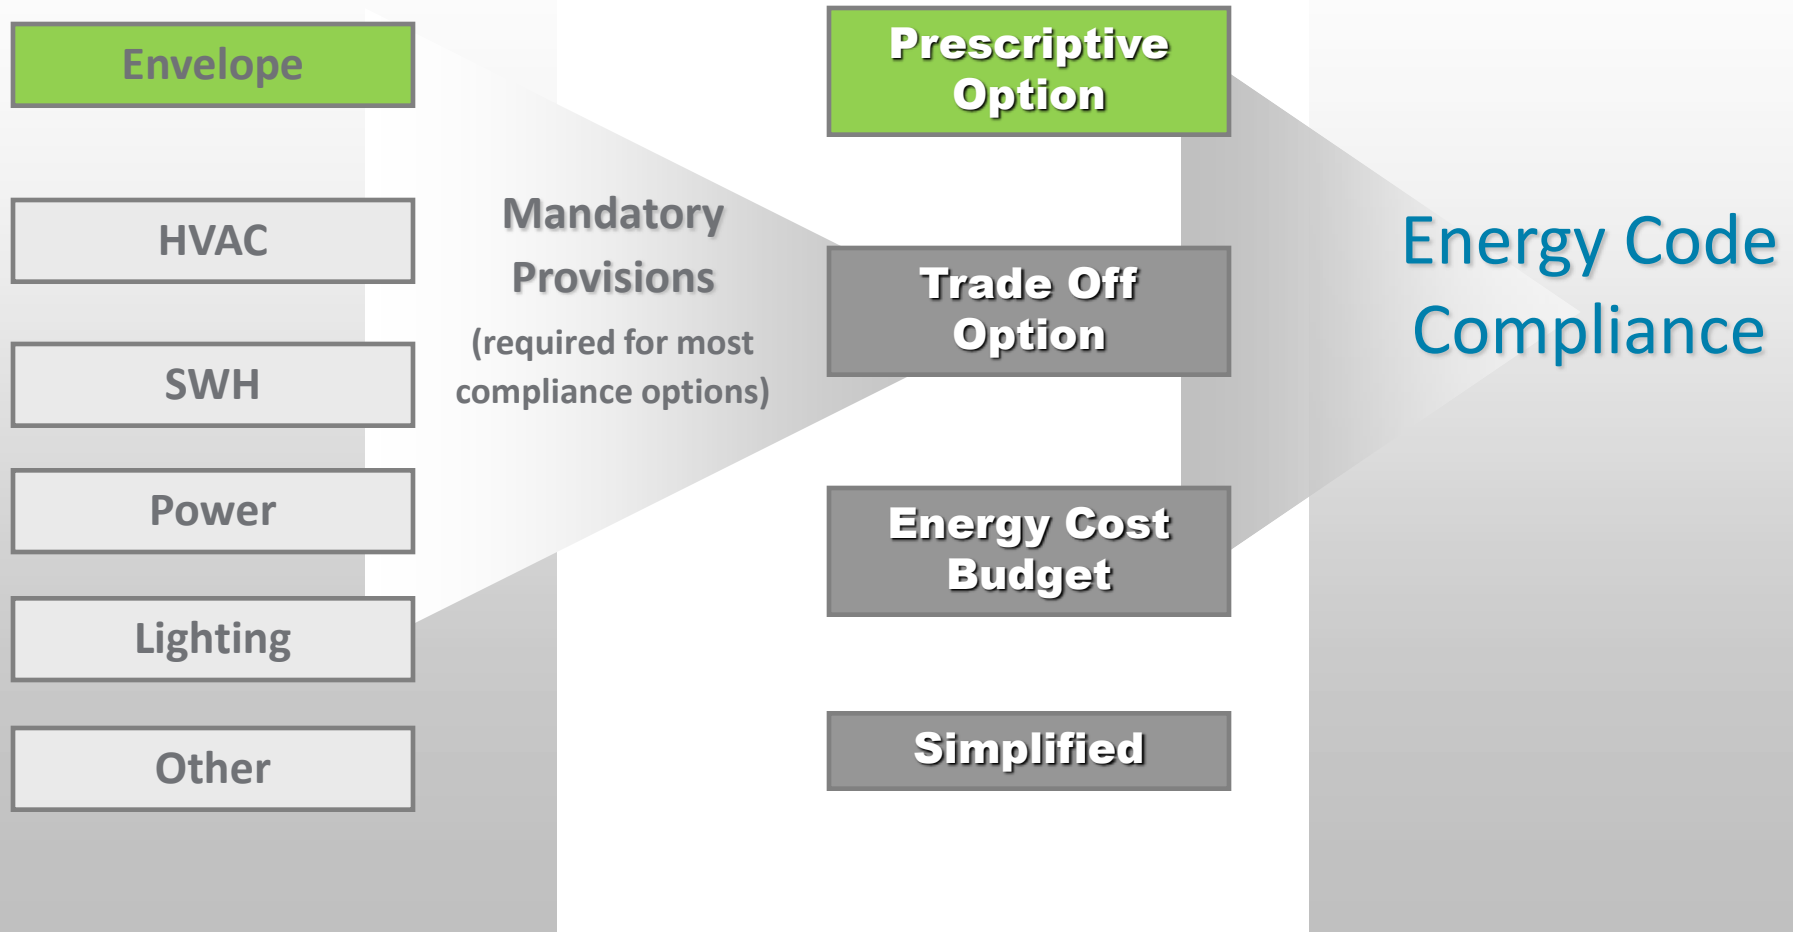 Envelope
HVAC
SWH
Power
Lighting
Other
Mandatory
Provisions
(required for most
compliance options)
Prescriptive
Option
Trade Off
Option
Energy Cost
Budget
Simplified
Energy Code
Compliance